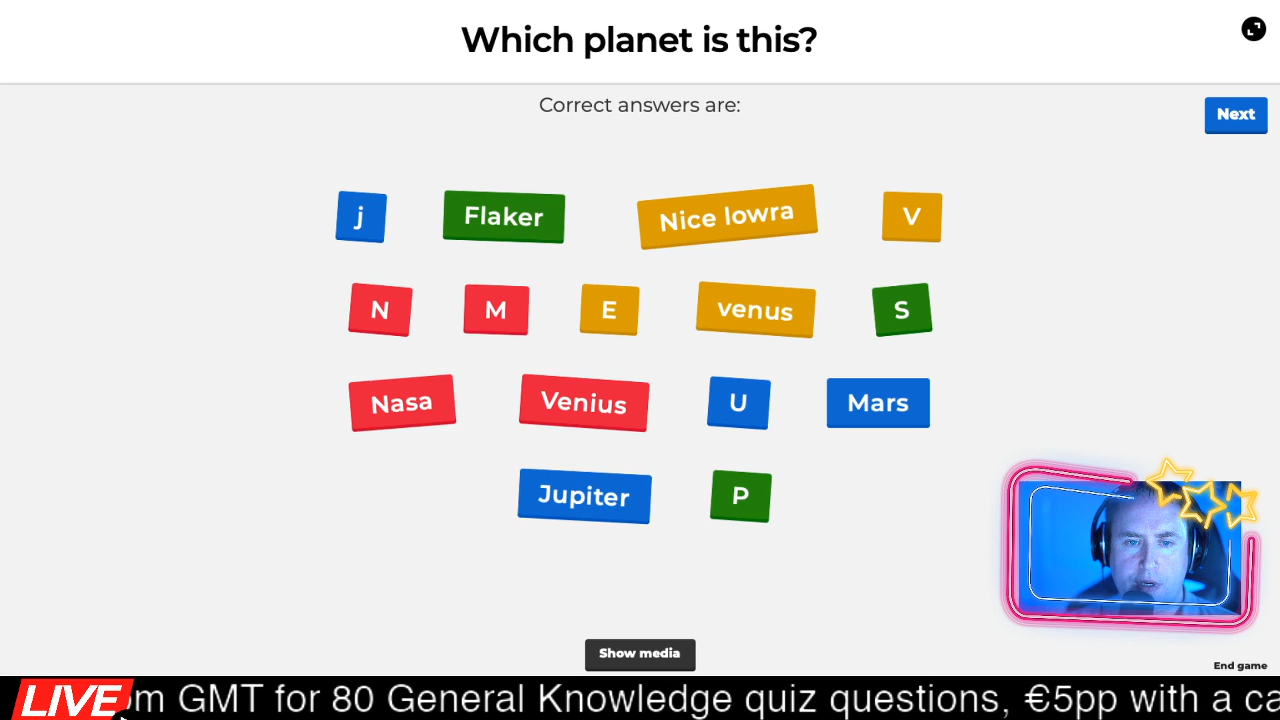 Which planet is this?
Correct answers are:
Next
j Flaker Nice lowra V
N M E venus S
Nasa Venius U Mars
Jupiter P
Show media
End game
LIVE om GMT for 80 General Knowledge quiz questions, €5pp with a ca